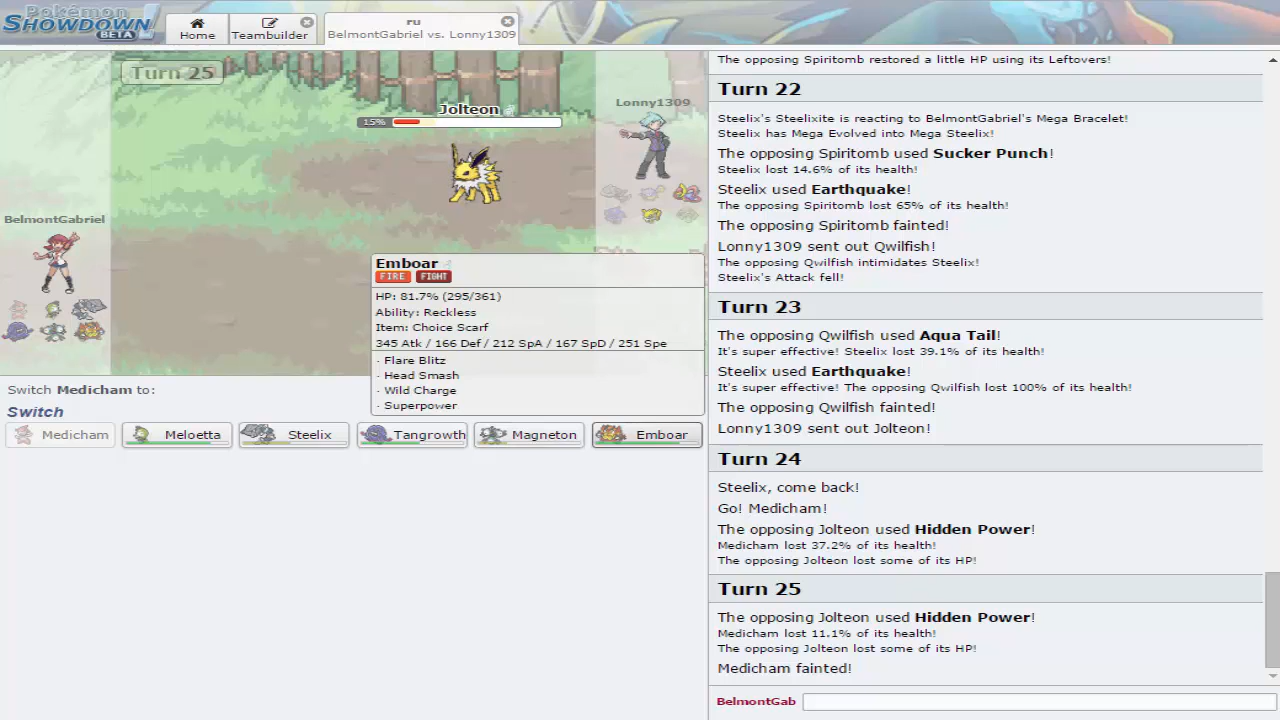 Pokémon
SHOWDOWN!
BETA
Home
Teambuilder
ru
BelmontGabriel vs. Lonny1309
Turn 25
Jolteon
15%
Lonny1309
BelmontGabriel
Emboar
FIRE FIGHT
HP: 81.7% (295/361)
Ability: Reckless
Item: Choice Scarf
345 Atk / 166 Def / 212 SpA / 167 SpD / 251 Spe
· Flare Blitz
· Head Smash
· Wild Charge
· Superpower
Switch Medicham to:
Switch
Medicham Meloetta Steelix Tangrowth Magneton Emboar
The opposing Spiritomb restored a little HP using its Leftovers!
Turn 22
Steelix's Steelixite is reacting to BelmontGabriel's Mega Bracelet!
Steelix has Mega Evolved into Mega Steelix!
The opposing Spiritomb used Sucker Punch!
Steelix lost 14.6% of its health!
Steelix used Earthquake!
The opposing Spiritomb lost 65% of its health!
The opposing Spiritomb fainted!
Lonny1309 sent out Qwilfish!
The opposing Qwilfish intimidates Steelix!
Steelix's Attack fell!
Turn 23
The opposing Qwilfish used Aqua Tail!
It's super effective! Steelix lost 39.1% of its health!
Steelix used Earthquake!
It's super effective! The opposing Qwilfish lost 100% of its health!
The opposing Qwilfish fainted!
Lonny1309 sent out Jolteon!
Turn 24
Steelix, come back!
Go! Medicham!
The opposing Jolteon used Hidden Power!
Medicham lost 37.2% of its health!
The opposing Jolteon lost some of its HP!
Turn 25
The opposing Jolteon used Hidden Power!
Medicham lost 11.1% of its health!
The opposing Jolteon lost some of its HP!
Medicham fainted!
BelmontGab